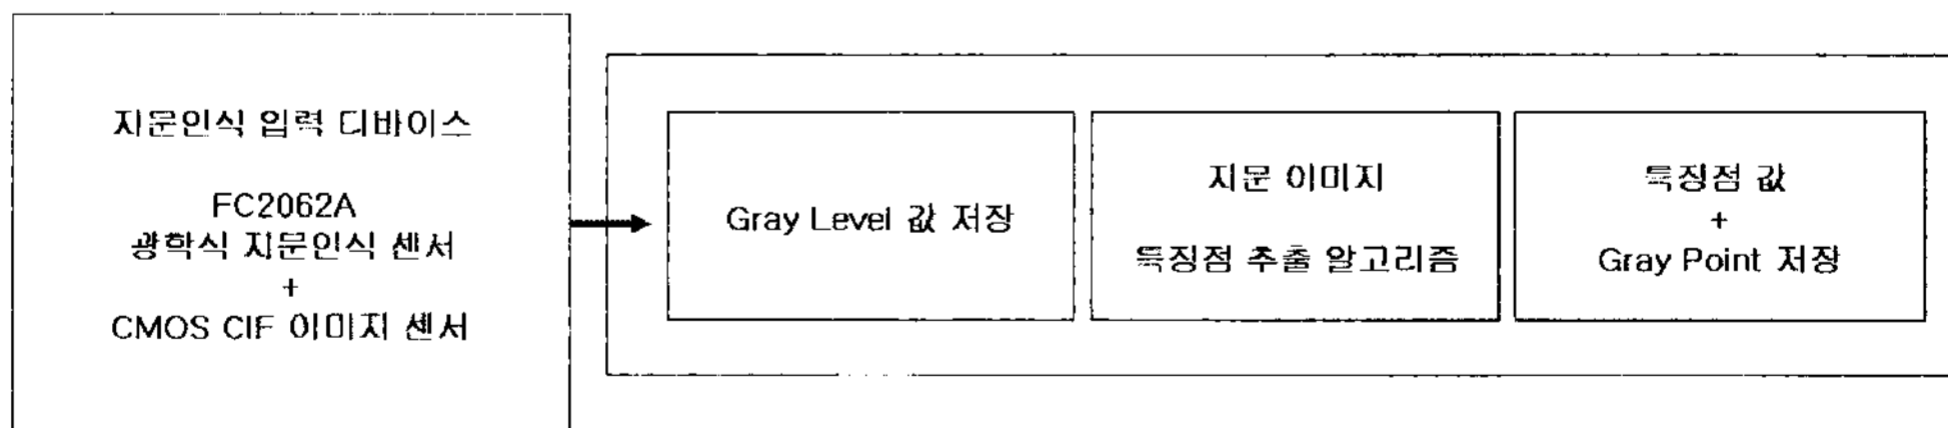 지문인식 입력 디바이스
FC2062A
광학식 지문인식 센서
+
CMOS CIF 이미지 센서
Gray Level 값 저장
지문 이미지
특징점 추출 알고리즘
특징점 값
+
Gray Point 저장